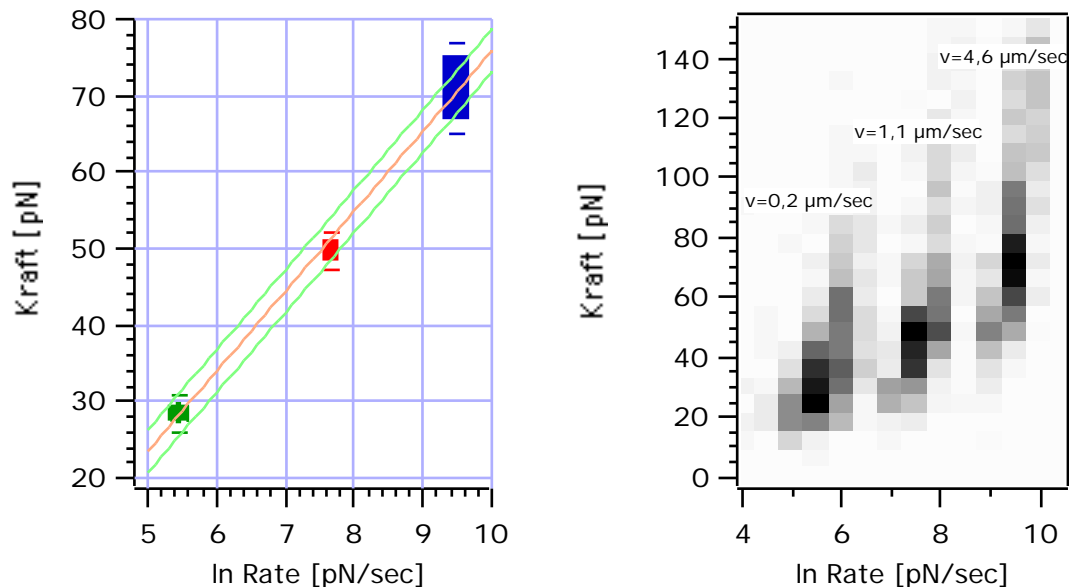 80
70
60
50
40
30
20
Kraft [pN]
5 6 7 8 9 10
ln Rate [pN/sec]
140
120
100
80
60
40
20
0
Kraft [pN]
v=4,6 µm/sec
v=1,1 µm/sec
v=0,2 µm/sec
4 6 8 10
ln Rate [pN/sec]